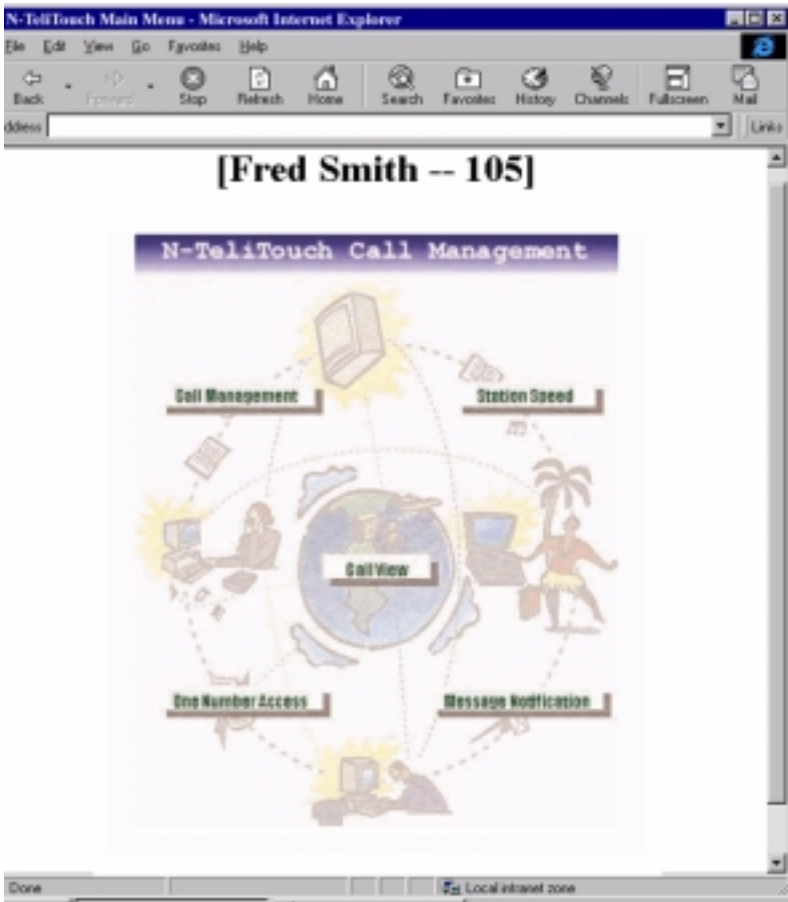 N-TeliTouch Main Menu - Microsoft Internet Explorer
File Edit View Go Favorites Help
Back Forward Stop Refresh Home Search Favorites History Channels Fullscreen Mail
ddress Links
[Fred Smith -- 105]
N-TeliTouch Call Management
Call Management Station Speed
Call View
One Number Access Message Notification
Done Local intranet zone